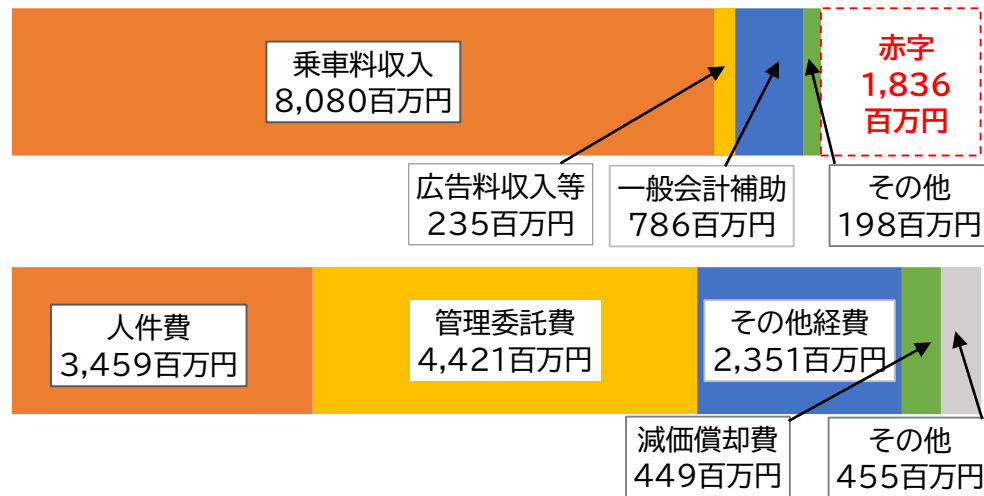 乗車料収入
8,080百万円
赤字
1,836
百万円
広告料収入等
235百万円
一般会計補助
786百万円
その他
198百万円
人件費
3,459百万円
管理委託費
4,421百万円
その他経費
2,351百万円
減価償却費
449百万円
その他
455百万円